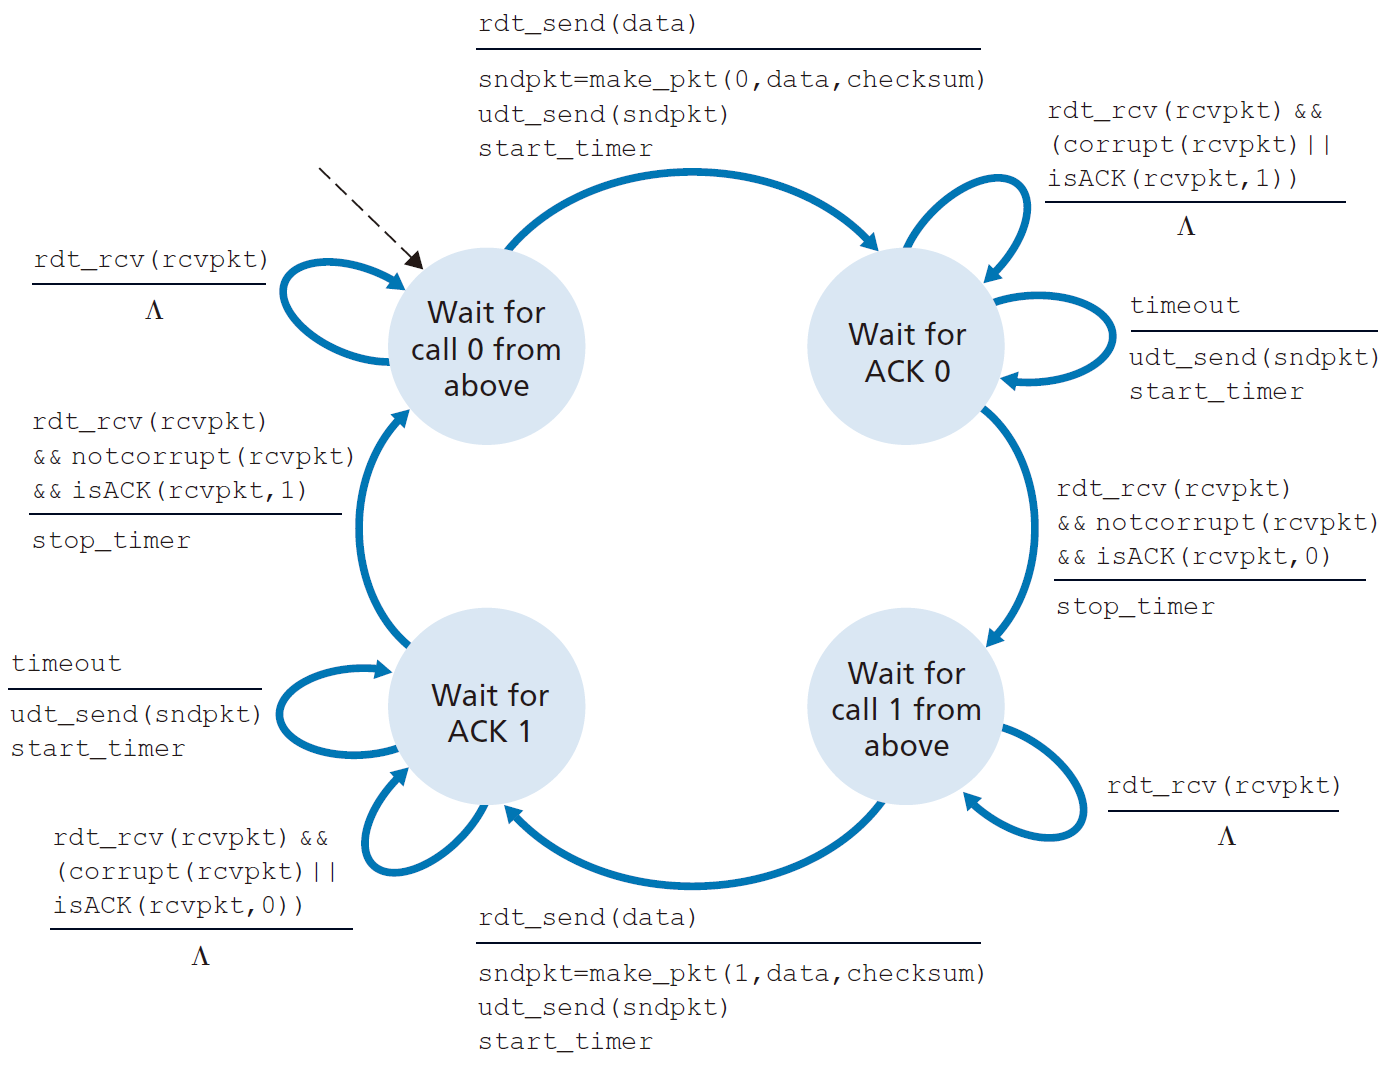 rdt_send(data)
sndpkt=make_pkt(0,data,checksum)
udt_send(sndpkt)
start_timer
rdt_rcv(rcvpkt) &&
(corrupt(rcvpkt)||
isACK(rcvpkt,1))
Λ
rdt_rcv(rcvpkt)
Λ
Wait for
call 0 from
above
Wait for
ACK 0
timeout
udt_send(sndpkt)
start_timer
rdt_rcv(rcvpkt)
&& notcorrupt(rcvpkt)
&& isACK(rcvpkt,1)
stop_timer
rdt_rcv(rcvpkt)
&& notcorrupt(rcvpkt)
&& isACK(rcvpkt,0)
stop_timer
timeout
udt_send(sndpkt)
start_timer
Wait for
ACK 1
Wait for
call 1 from
above
rdt_rcv(rcvpkt)
Λ
rdt_rcv(rcvpkt) &&
(corrupt(rcvpkt)||
isACK(rcvpkt,0))
Λ
rdt_send(data)
sndpkt=make_pkt(1,data,checksum)
udt_send(sndpkt)
start_timer